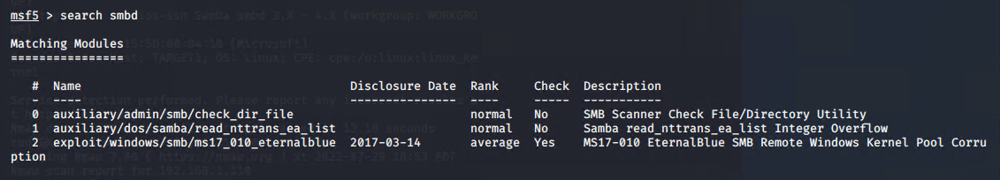 msf5 > search smbd
Matching Modules
================
# Name Disclosure Date Rank Check Description
- ---- --------------- ---- ----- -----------
0 auxiliary/admin/smb/check_dir_file normal No SMB Scanner Check File/Directory Utility
1 auxiliary/dos/samba/read_nttrans_ea_list normal No Samba read_nttrans_ea_list Integer Overflow
2 exploit/windows/smb/ms17_010_eternalblue 2017-03-14 average Yes MS17-010 EternalBlue SMB Remote Windows Kernel Pool Corru
ption